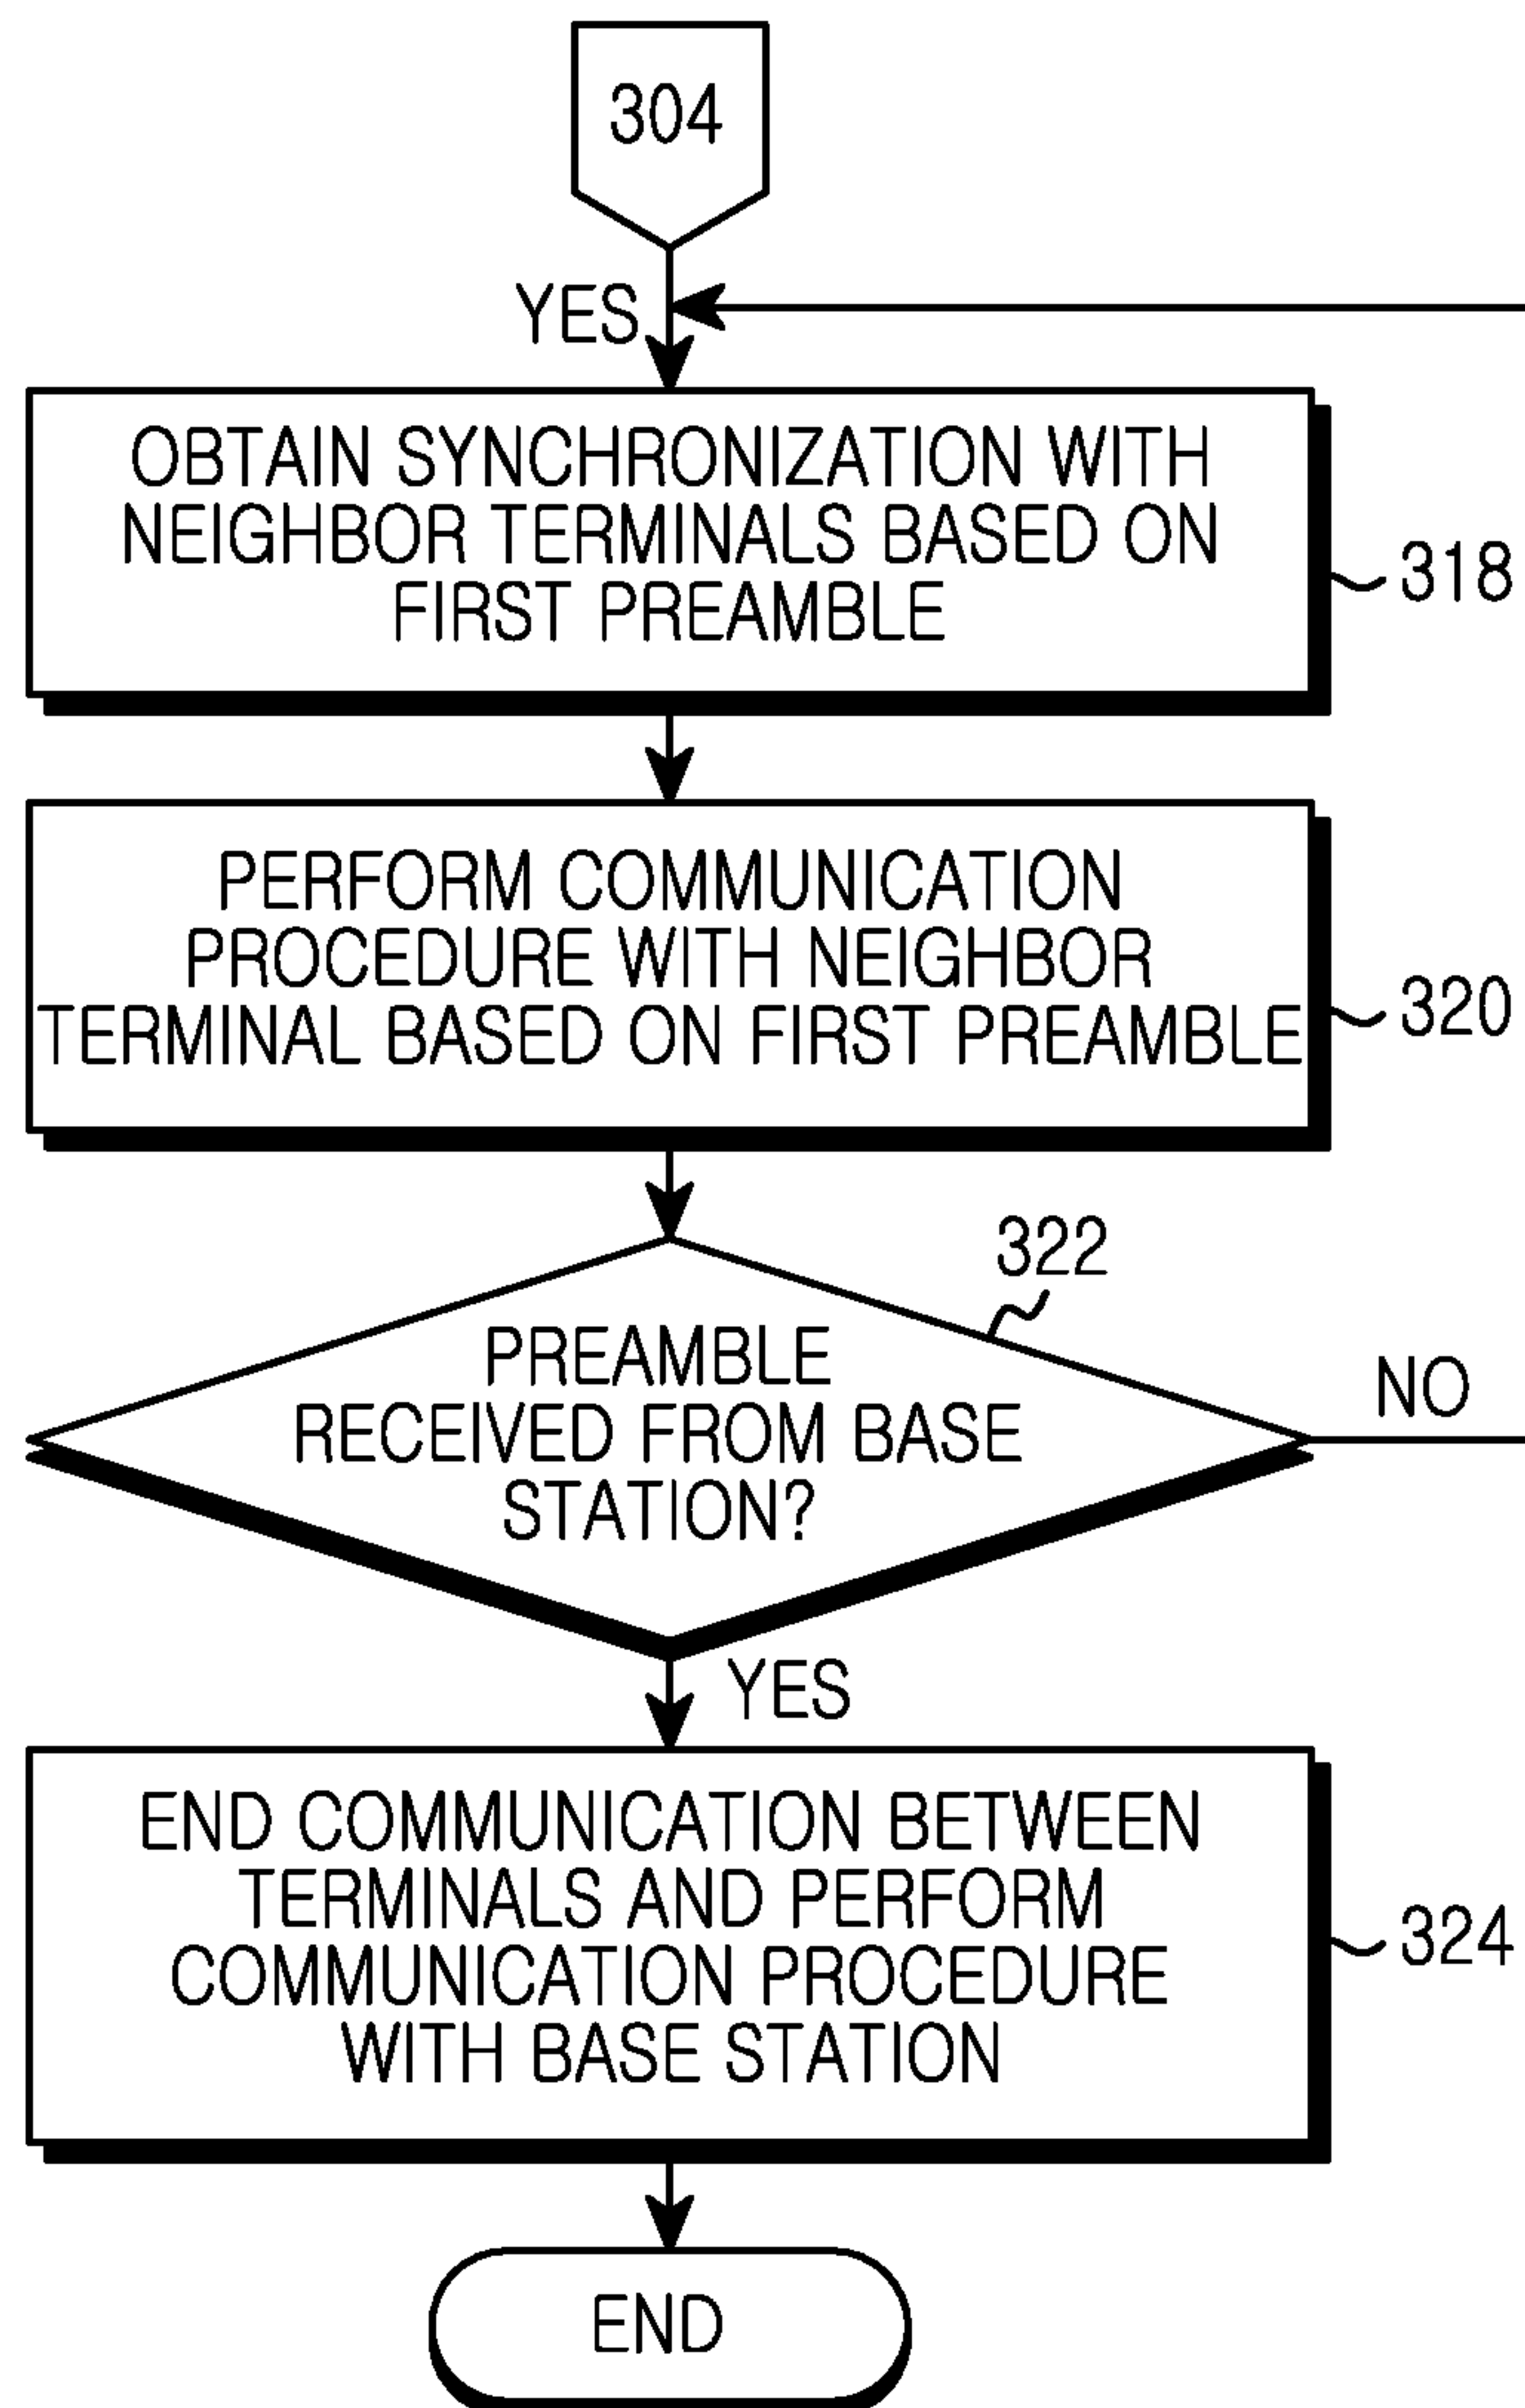 304
YES
OBTAIN SYNCHRONIZATION WITH
NEIGHBOR TERMINALS BASED ON
FIRST PREAMBLE
318
PERFORM COMMUNICATION
PROCEDURE WITH NEIGHBOR
TERMINAL BASED ON FIRST PREAMBLE
320
322
PREAMBLE
RECEIVED FROM BASE
STATION?
NO
YES
END COMMUNICATION BETWEEN
TERMINALS AND PERFORM
COMMUNICATION PROCEDURE
WITH BASE STATION
324
END